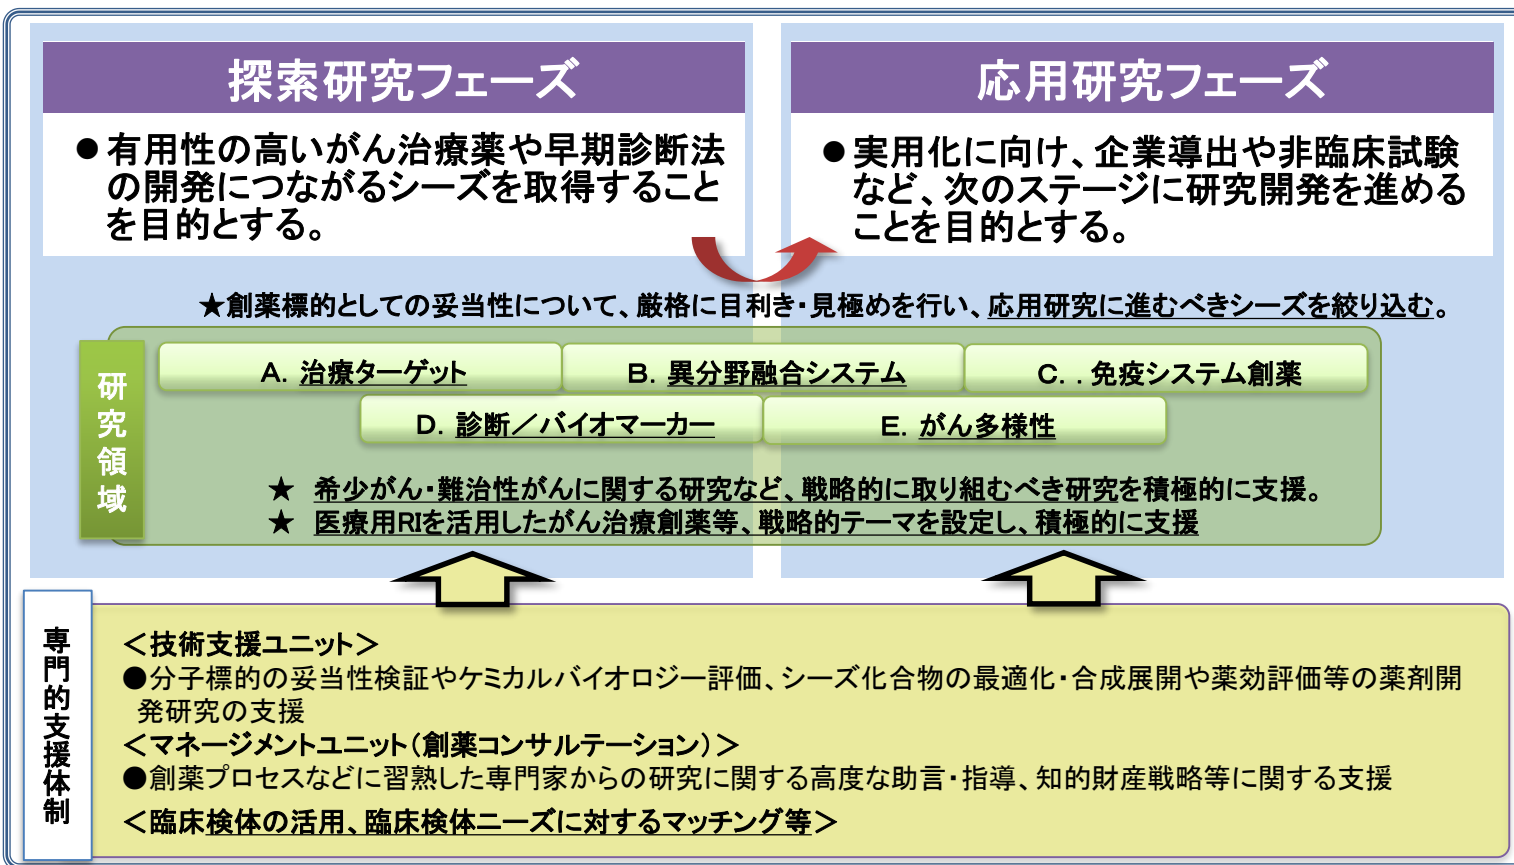 探索研究フェーズ
●有用性の高いがん治療薬や早期診断法
の開発につながるシーズを取得すること
を目的とする。
応用研究フェーズ
●実用化に向け、企業導出や非臨床試験
など、次のステージに研究開発を進める
ことを目的とする。
★創薬標的としての妥当性について、厳格に目利き・見極めを行い、応用研究に進むべきシーズを絞り込む。
研究領域
A. 治療ターゲット
B. 異分野融合システム
C. . 免疫システム創薬
D. 診断／バイオマーカー
E. がん多様性
★ 希少がん・難治性がんに関する研究など、戦略的に取り組むべき研究を積極的に支援。
★ 医療用RIを活用したがん治療創薬等、戦略的テーマを設定し、積極的に支援
専門的支援体制
＜技術支援ユニット＞
●分子標的の妥当性検証やケミカルバイオロジー評価、シーズ化合物の最適化・合成展開や薬効評価等の薬剤開
発研究の支援
＜マネージメントユニット（創薬コンサルテーション）＞
●創薬プロセスなどに習熟した専門家からの研究に関する高度な助言・指導、知的財産戦略等に関する支援
＜臨床検体の活用、臨床検体ニーズに対するマッチング等＞